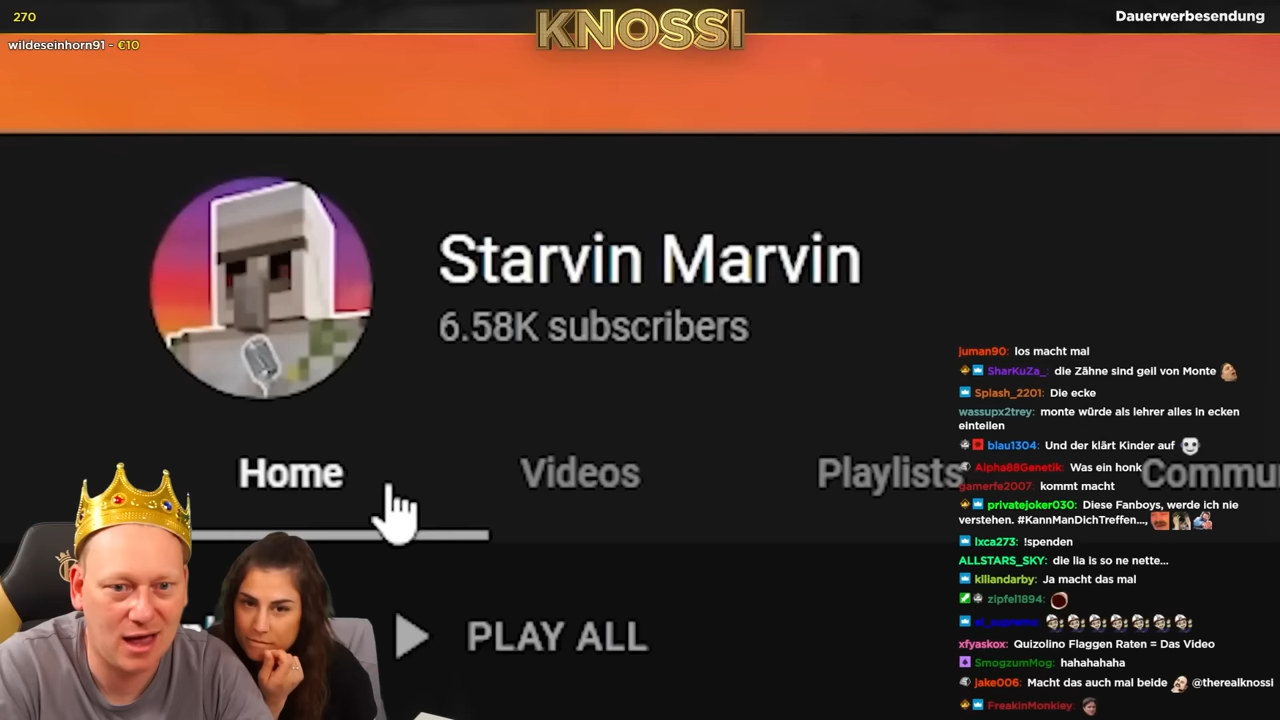 270
KNOSSI
Dauerwerbesendung
wildeseinhorn91 - €10
Starvin Marvin
6.58K subscribers
Home
Videos
Playlists
Commu
PLAY ALL
juman90: los macht mal
SharKuZa_: die Zähne sind geil von Monte
Splash_2201: Die ecke
wassupx2trey: monte würde als lehrer alles in ecken
einteilen
blau1304: Und der klärt Kinder auf
Alpha88Genetik: Was ein honk
gamerfe2007: kommt macht
privatejoker030: Diese Fanboys, werde ich nie
verstehen. #KannManDichTreffen...,
lxca273: !spenden
ALLSTARS_SKY: die lia is so ne nette...
kiliandarby: Ja macht das mal
zipfel1894:
xfyaskox: Quizolino Flaggen Raten = Das Video
SmogzumMog: hahahahaha
jake006: Macht das auch mal beide @therealknossi
FreakinMonkiey: